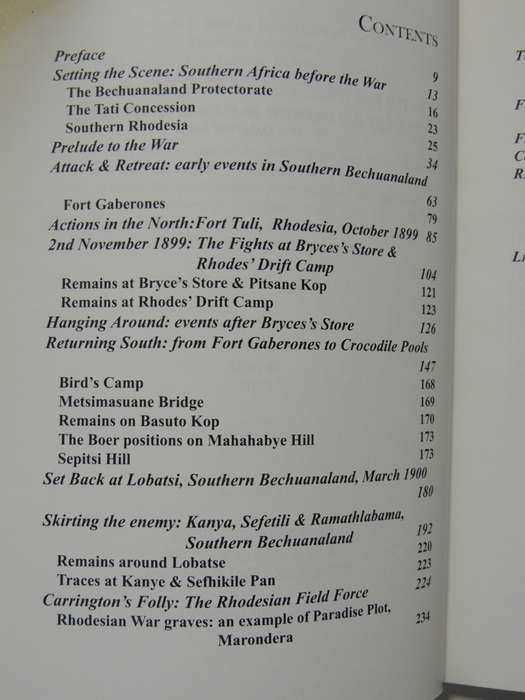 CONTENTS
Preface 9
Setting the Scene: Southern Africa before the War 13
The Bechuanaland Protectorate 16
The Tati Concession 23
Southern Rhodesia 25
Prelude to the War 34
Attack & Retreat: early events in Southern Bechuanaland
63
Fort Gaberones 79
Actions in the North:Fort Tuli, Rhodesia, October 1899 85
2nd November 1899: The Fights at Bryces's Store &
Rhodes' Drift Camp 104
Remains at Bryce's Store & Pitsane Kop 121
Remains at Rhodes' Drift Camp 123
Hanging Around: events after Bryces's Store 126
Returning South: from Fort Gaberones to Crocodile Pools
147
Bird's Camp 168
Metsimasuane Bridge 169
Remains on Basuto Kop 170
The Boer positions on Mahahabye Hill 173
Sepitsi Hill 173
Set Back at Lobatsi, Southern Bechuanaland, March 1900
180
Skirting the enemy: Kanya, Sefetili & Ramathlabama,
Southern Bechuanaland 192
Remains around Lobatse 220
Traces at Kanye & Sefhikile Pan 223
Carrington's Folly: The Rhodesian Field Force 224
Rhodesian War graves: an example of Paradise Plot,
Marondera 234